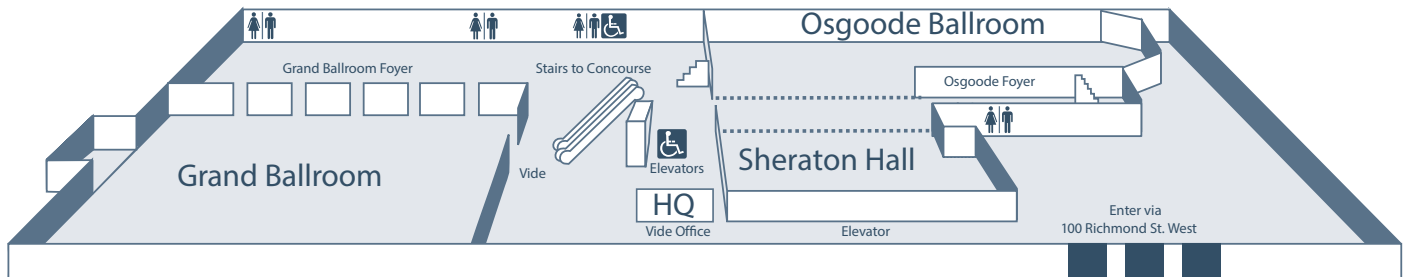 Osgoode Ballroom
Grand Ballroom Foyer
Stairs to Concourse
Osgoode Foyer
Grand Ballroom
Vide
Elevators
Sheraton Hall
HQ
Vide Office
Elevator
Enter via
100 Richmond St. West